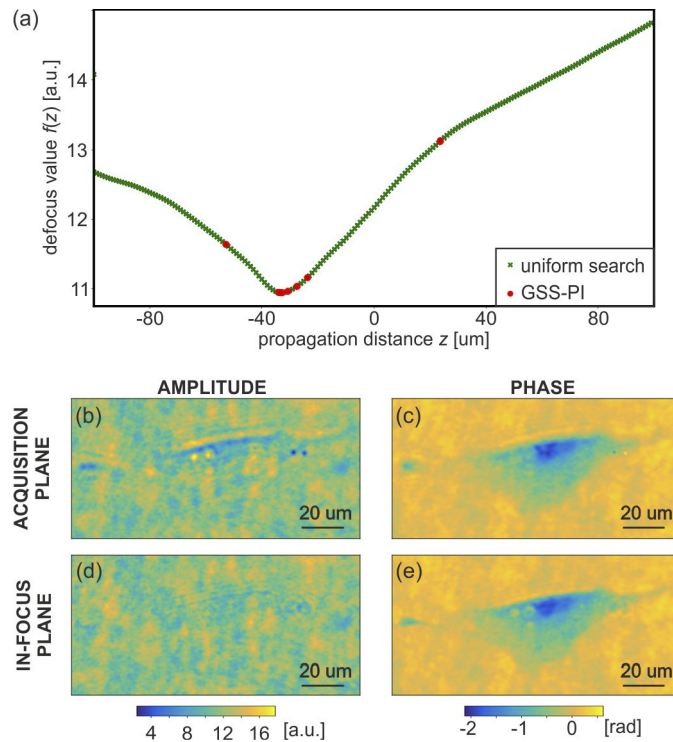 (a)
defocus value f(z) [a.u.]
14
13
12
11
-80
-40
0
40
80
propagation distance z [um]
uniform search
GSS-PI
AMPLITUDE
PHASE
ACQUISITION
PLANE
(b)
20 um
(c)
20 um
IN-FOCUS
PLANE
(d)
20 um
(e)
20 um
4 8 12 16 [a.u.]
-2 -1 0 [rad]